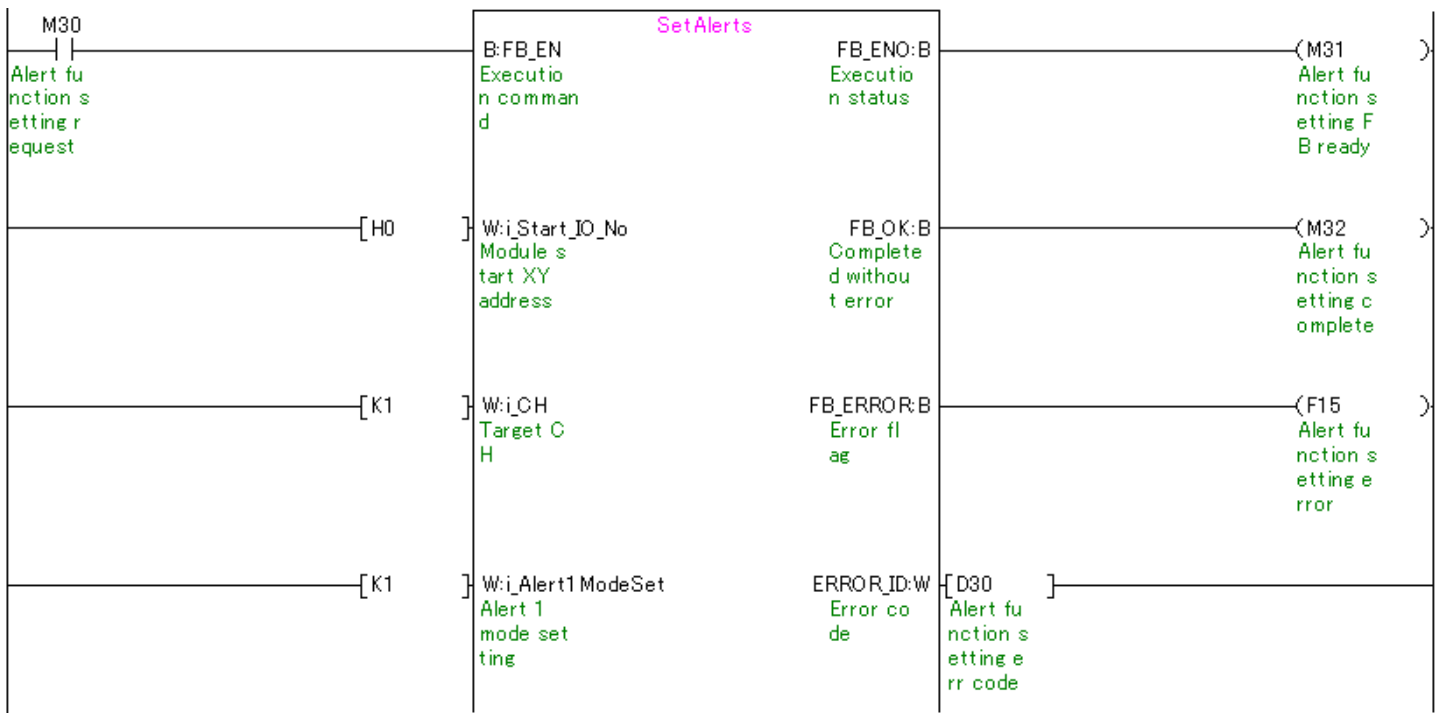 M30
SetAlerts
B:FB_EN
FB_ENO:B
(M31 )
Alert fu
nction s
etting r
equest
Executio
n comman
d
Executio
n status
Alert fu
nction s
etting F
B ready
[H0 ]
W:i_Start_IO_No
FB_OK:B
(M32 )
Module s
tart XY
address
Complete
d withou
t error
Alert fu
nction s
etting c
omplete
[K1 ]
W:i_CH
FB_ERROR:B
(F15 )
Target C
H
Error fl
ag
Alert fu
nction s
etting e
rror
[K1 ]
W:i_Alert1ModeSet
ERROR_ID:W
[D30 ]
Alert 1
mode set
ting
Error co
de
Alert fu
nction s
etting e
rr code